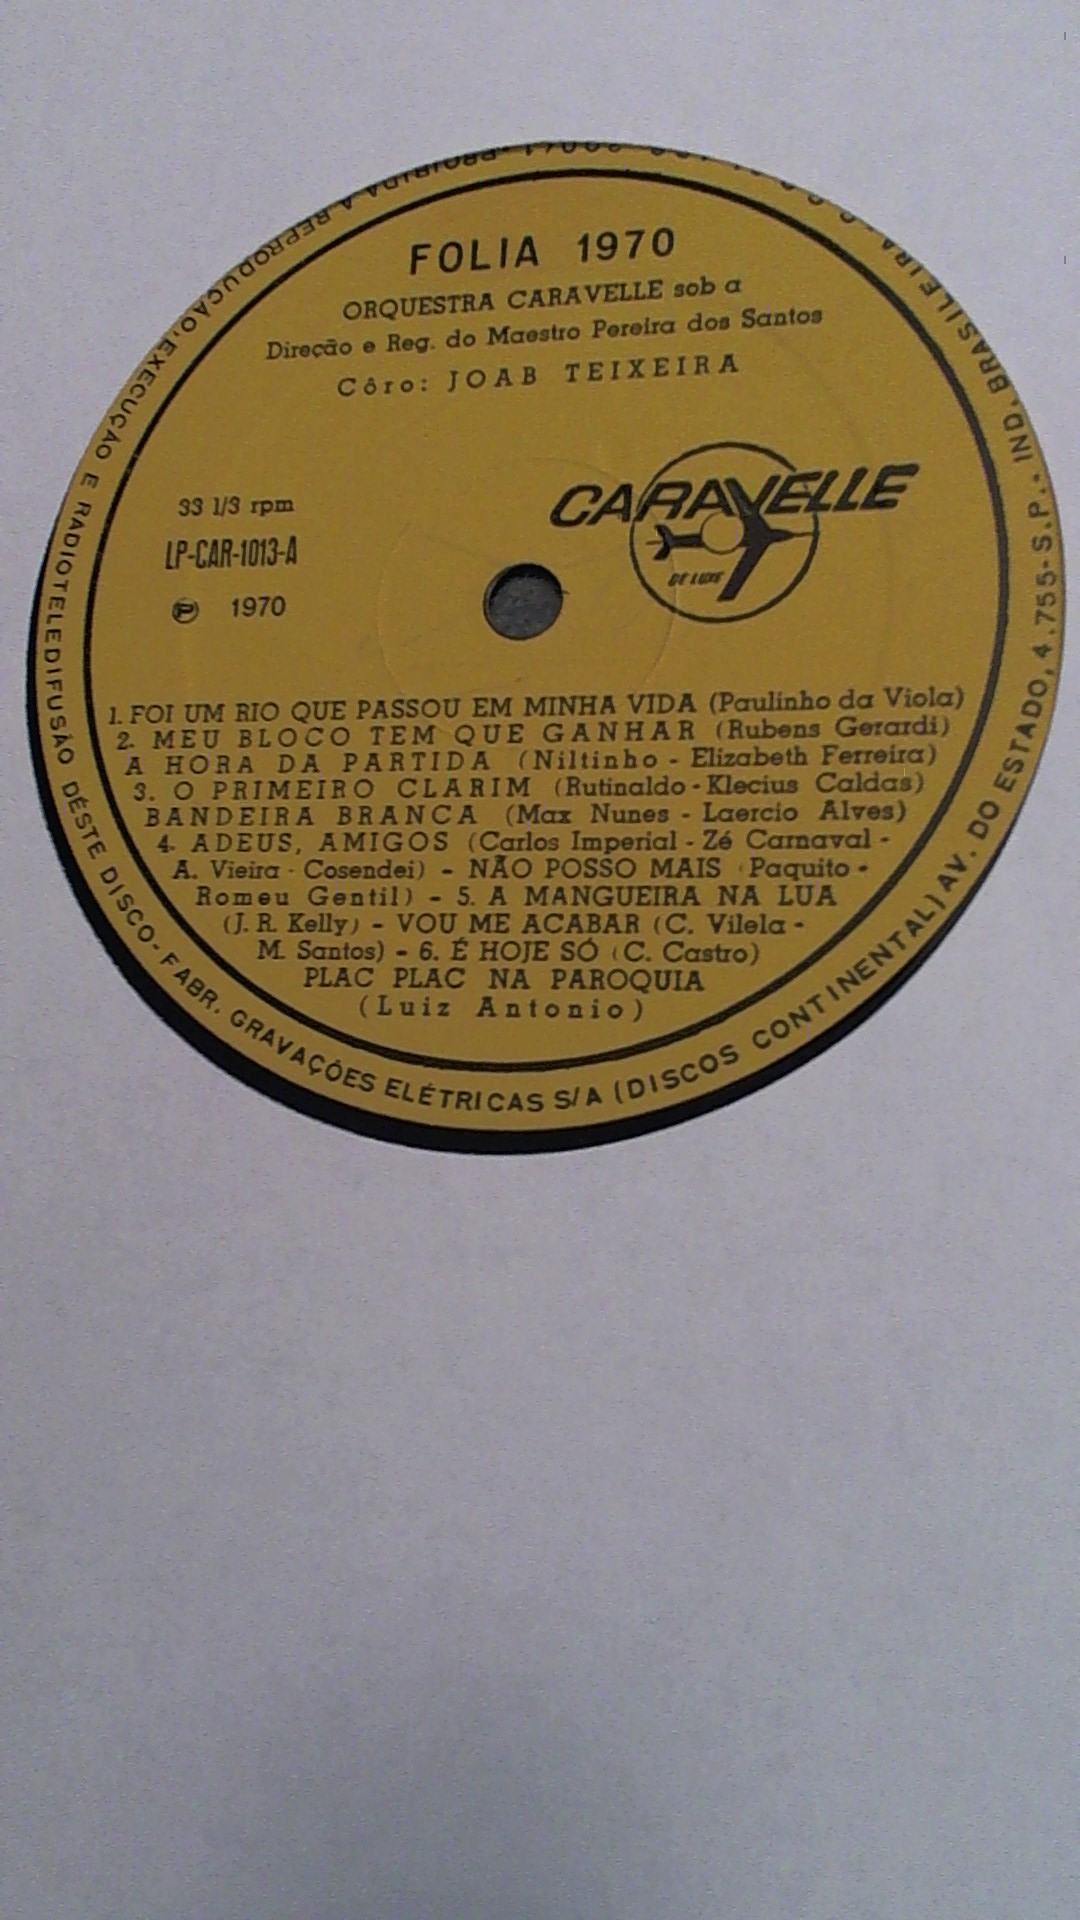 FOLIA 1970
ORQUESTRA CARAVELLE sob a
Direção e Reg. do Maestro Pereira dos Santos
Côro: JOAB TEIXEIRA
33 1/3 rpm
LP-CAR-1013-A
Ⓟ 1970
CARAVELLE
DE LUXE
1. FOI UM RIO QUE PASSOU EM MINHA VIDA (Paulinho da Viola)
2. MEU BLOCO TEM QUE GANHAR (Rubens Gerardi)
A HORA DA PARTIDA (Niltinho - Elizabeth Ferreira)
3. O PRIMEIRO CLARIM (Rutinaldo - Klecius Caldas)
BANDEIRA BRANCA (Max Nunes - Laercio Alves)
4. ADEUS, AMIGOS (Carlos Imperial - Zé Carnaval -
A. Vieira - Cosendei) - NÃO POSSO MAIS (Paquito -
Romeu Gentil) - 5. A MANGUEIRA NA LUA
(J. R. Kelly) - VOU ME ACABAR (C. Vilela -
M. Santos) - 6. É HOJE SÓ (C. Castro)
PLAC PLAC NA PAROQUIA
(Luiz Antonio)
PROIBIDA A REPRODUÇÃO, EXECUÇÃO E RADIOTELEDIFUSÃO DÊSTE DISCO - FABR. GRAVAÇÕES ELÉTRICAS S/A (DISCOS CONTINENTAL) AV. DO ESTADO, 4.755 - S.P. - IND. BRASILEIRA